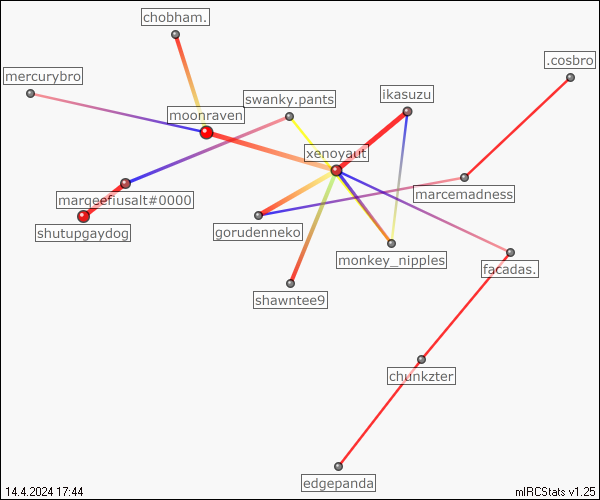 chobham.
.cosbro
mercurybro
ikasuzu
swanky.pants
moonraven
xenoyaut
marqeefiusalt#0000
marcemadness
shutupgaydog
gorudenneko
monkey_nipples
facadas.
shawntee9
chunkzter
edgepanda
14.4.2024 17:44
mIRCStats v1.25